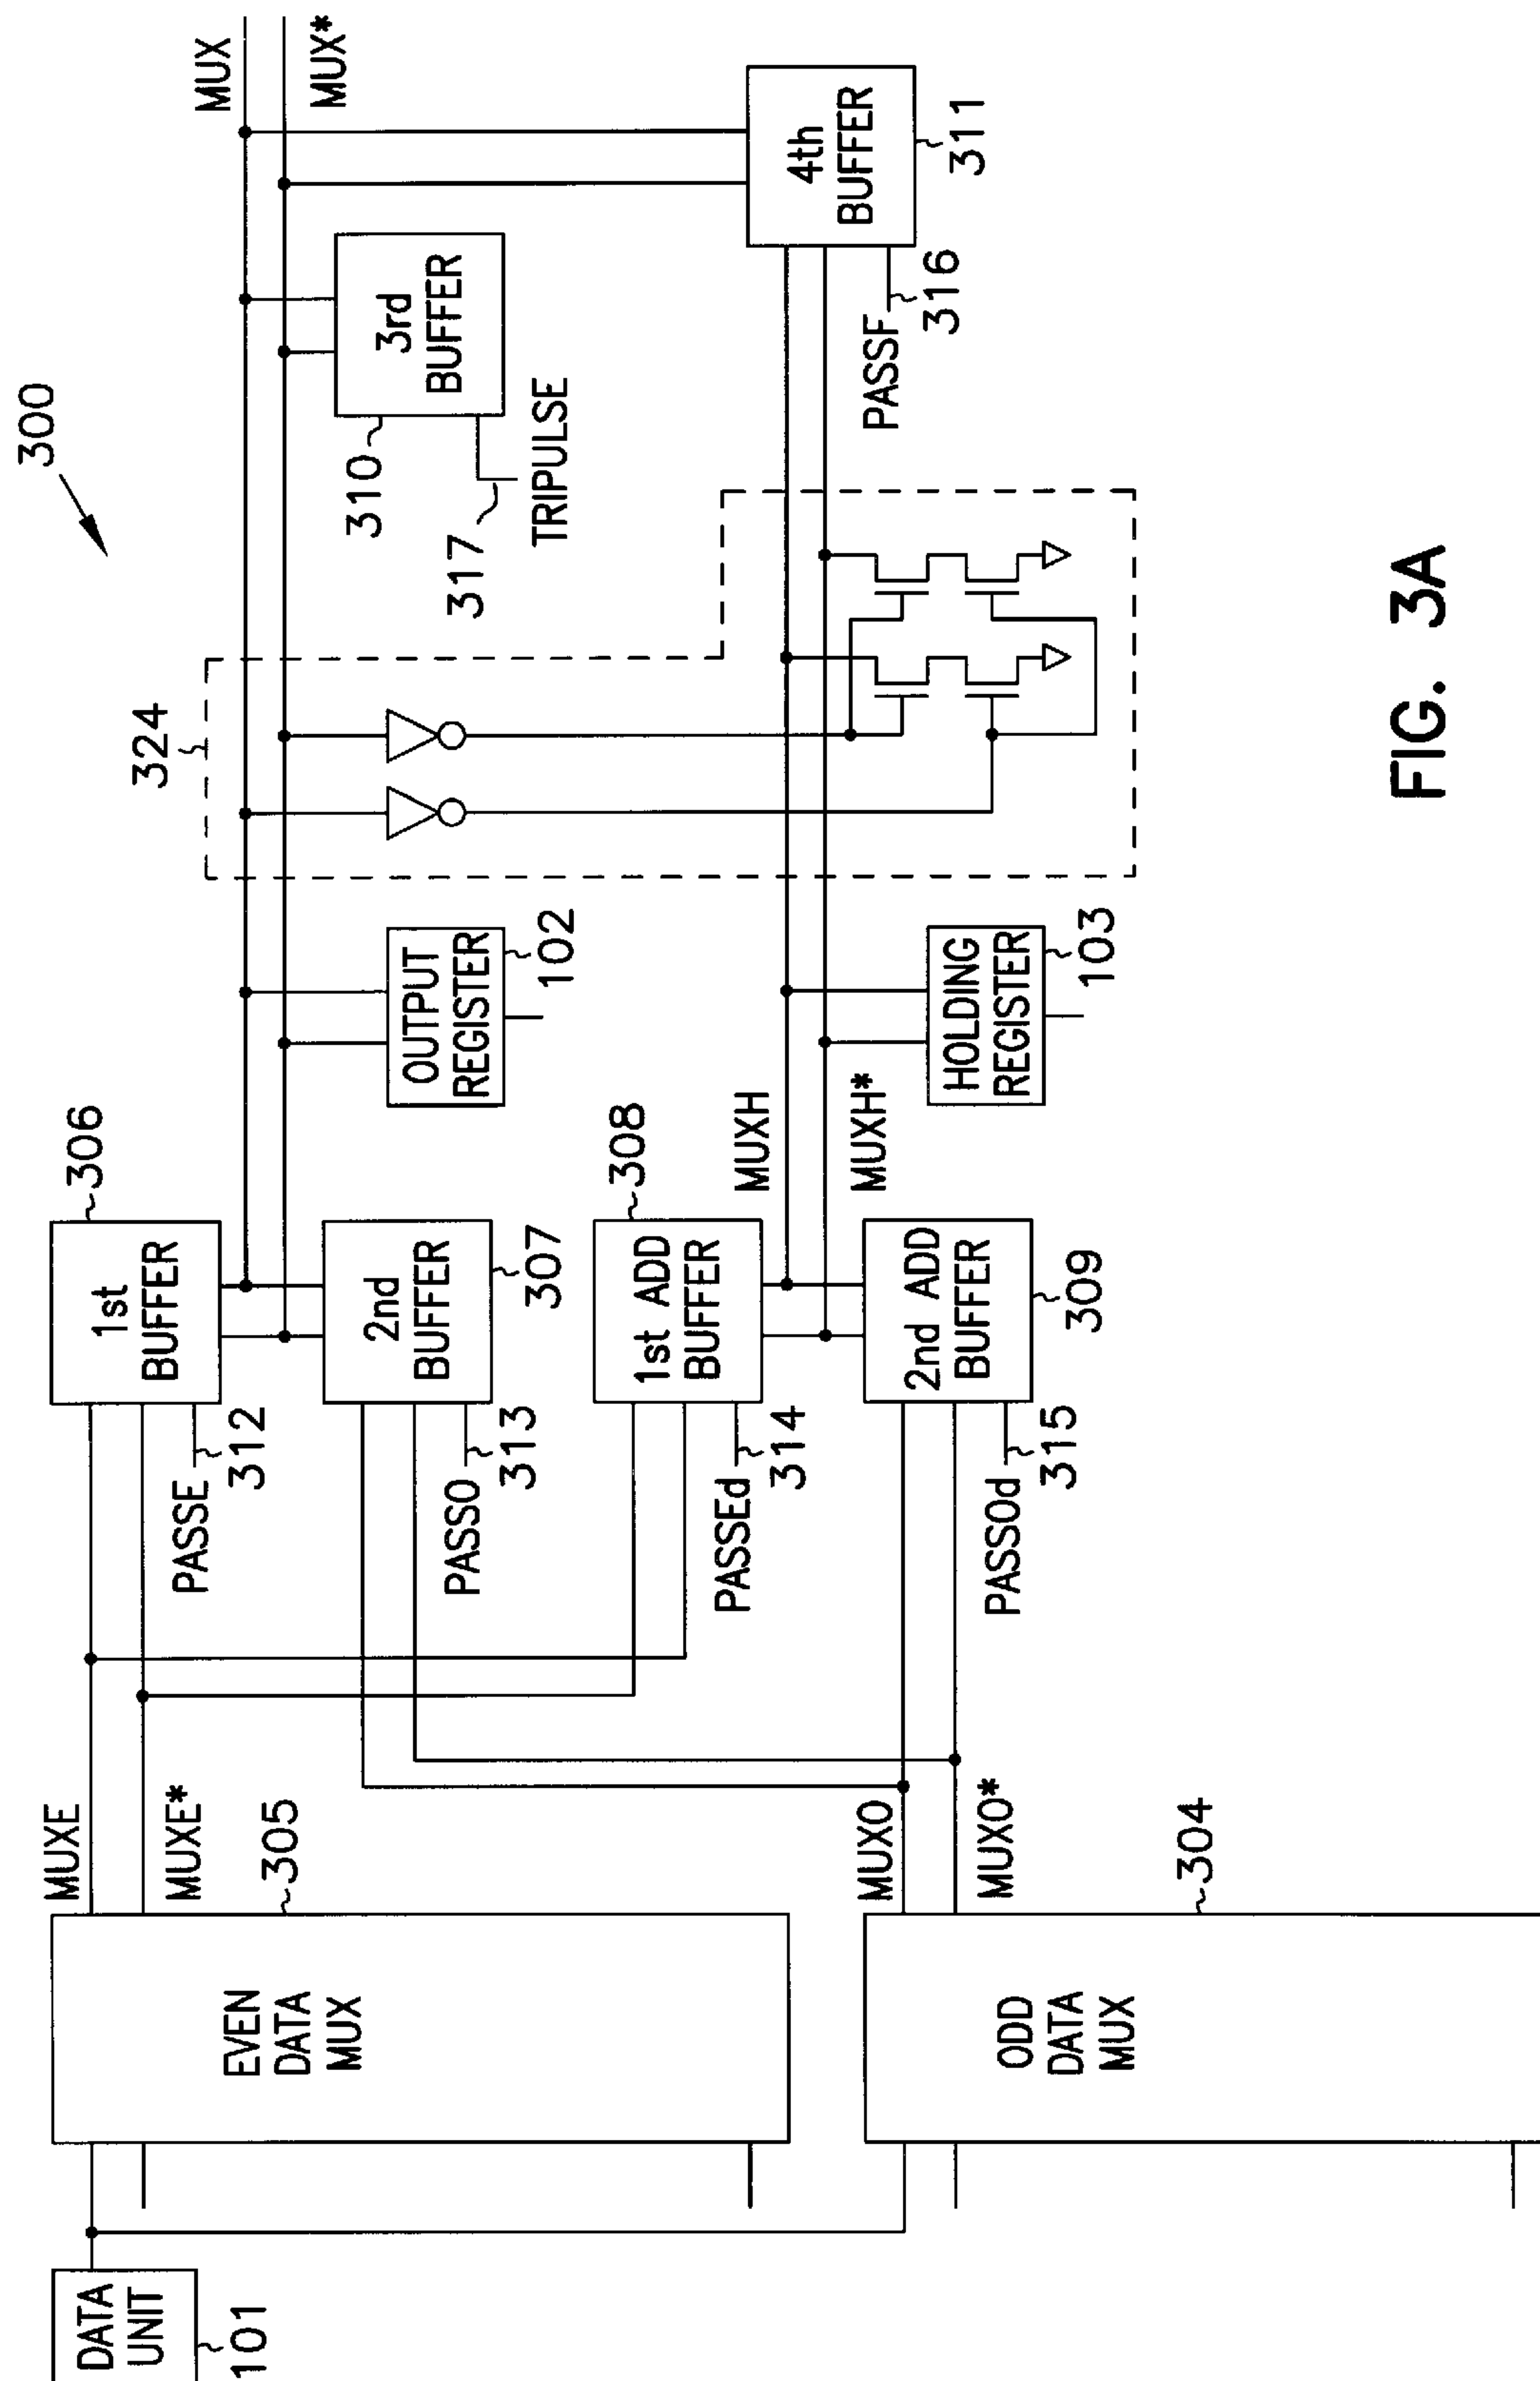 300
DATA
UNIT
101
EVEN
DATA
MUX
305
MUXE
MUXE*
ODD
DATA
MUX
304
MUXO
MUXO*
1st
BUFFER
306
PASSE
312
2nd
BUFFER
307
PASSO
313
1st ADD
BUFFER
308
PASSEd
314
2nd ADD
BUFFER
309
PASSOd
315
MUXH
MUXH*
OUTPUT
REGISTER
102
HOLDING
REGISTER
103
324
3rd
BUFFER
310
317
TRIPULSE
4th
BUFFER
311
PASSF
316
MUX
MUX*
FIG. 3A